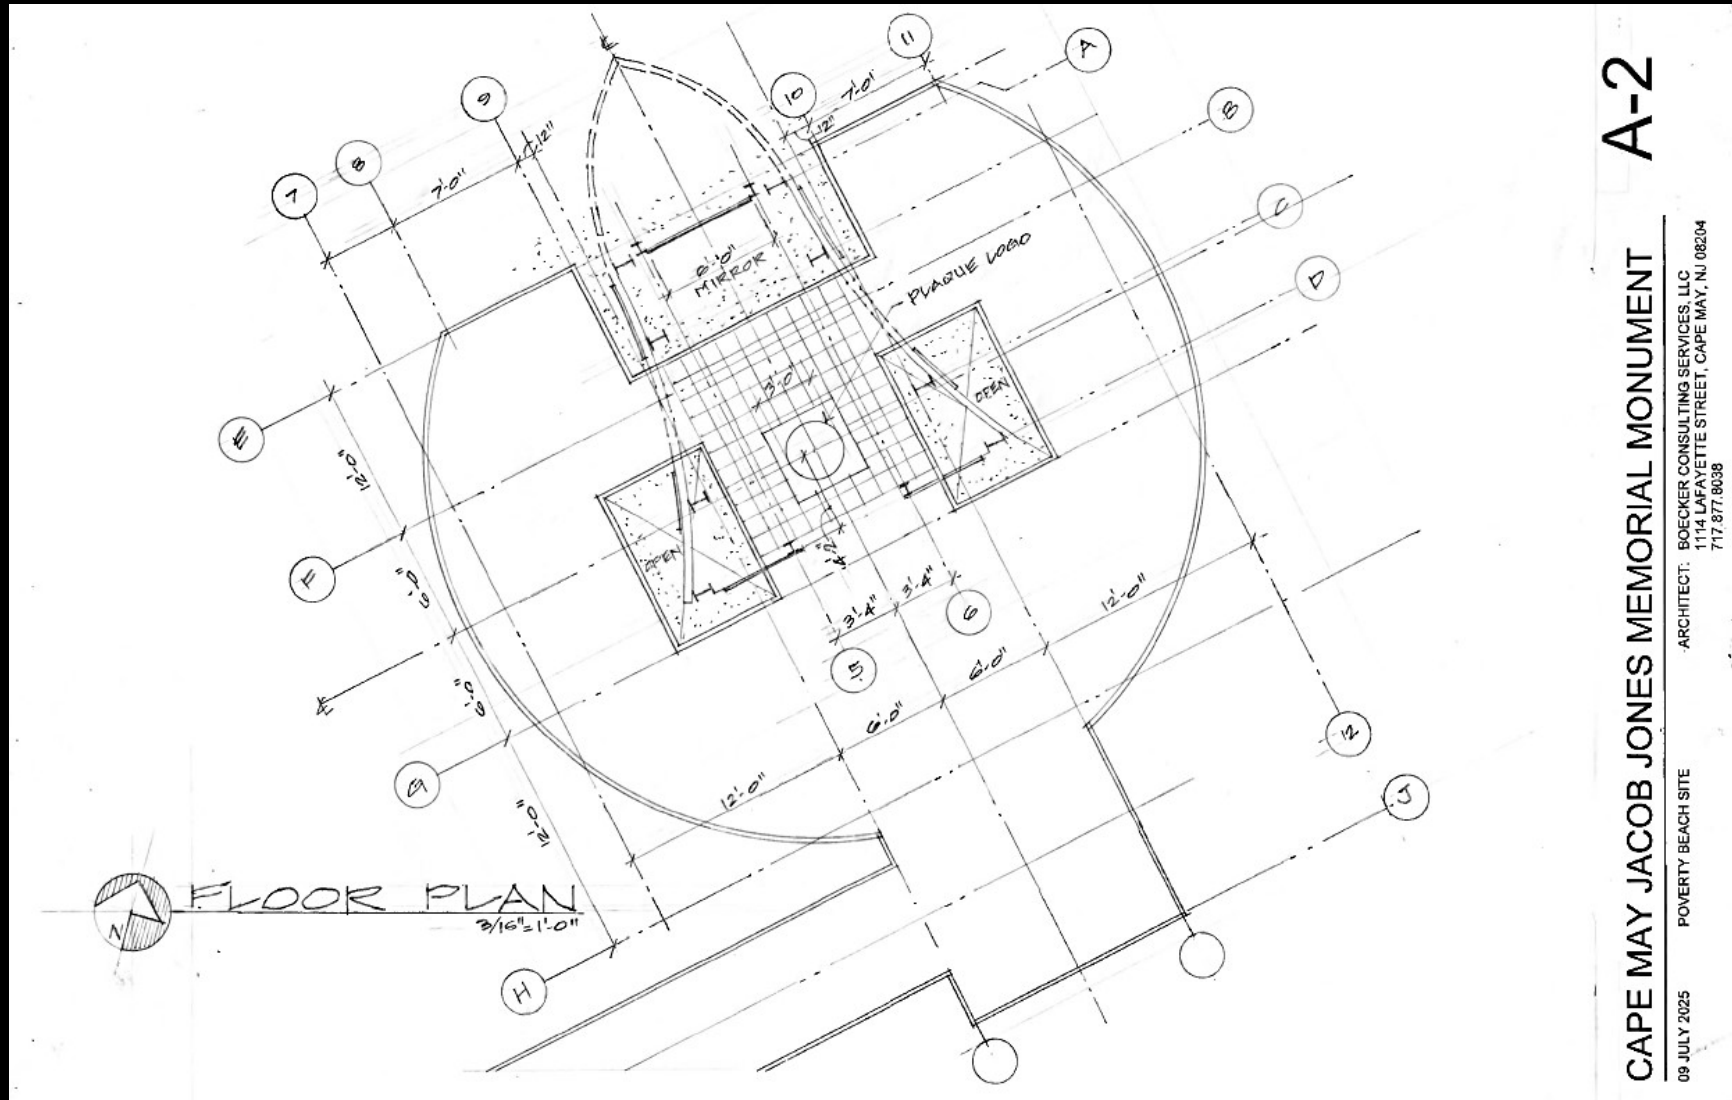 11
A
9
10
7'-0"
12"
B
8
12"
7'-0"
7
C
PLAQUE LOGO
6'-0"
MIRROR
D
3'-0"
OPEN
E
12'-0"
OPEN
F
6'-0"
3'-4"
3'-4"
12'-0"
6
5
6'-0"
6'-0"
6'-0"
12
G
12'-0"
12'-0"
J
N
FLOOR PLAN
3/16"=1'-0"
H
A-2
CAPE MAY JACOB JONES MEMORIAL MONUMENT
09 JULY 2025 POVERTY BEACH SITE ARCHITECT: BOECKER CONSULTING SERVICES, LLC
1114 LAFAYETTE STREET, CAPE MAY, NJ 08204
717.877.8038